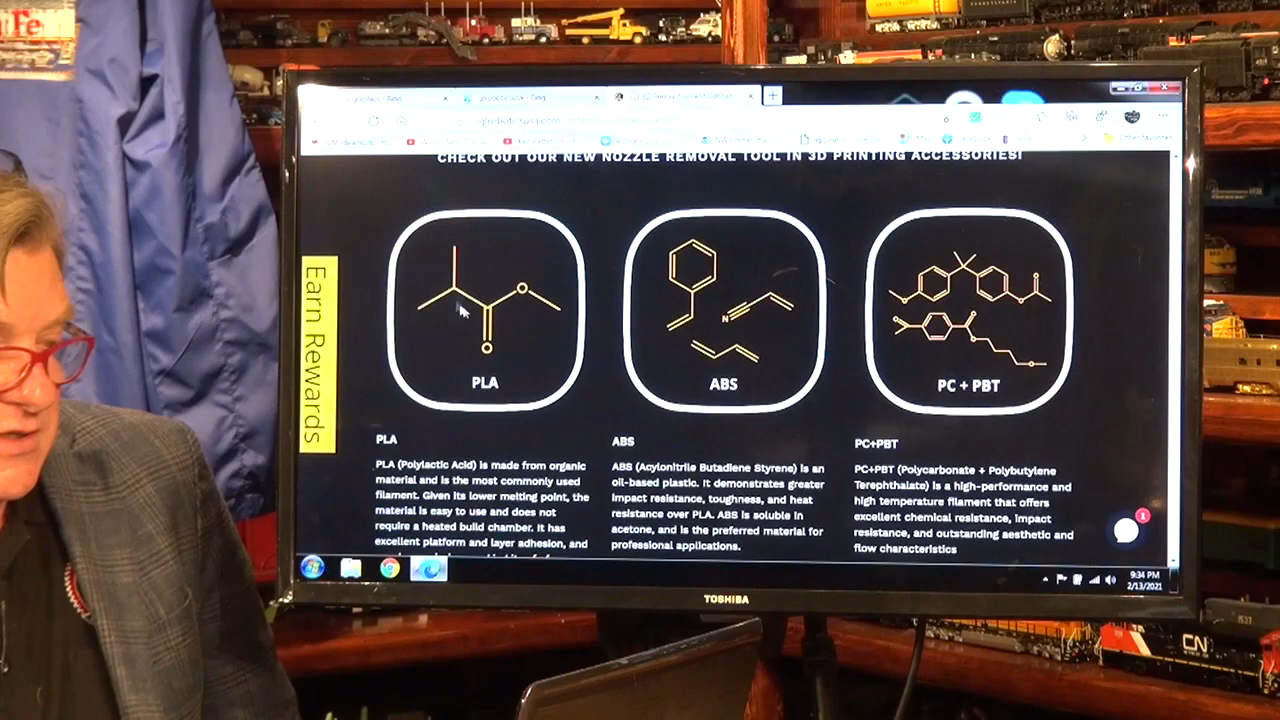 CHECK OUT OUR NEW NOZZLE REMOVAL TOOL IN 3D PRINTING ACCESSORIES!
Earn Rewards
O
O
PLA
N
ABS
PC + PBT
PLA
PLA (Polylactic Acid) is made from organic
material and is the most commonly used
filament. Given its lower melting point, the
material is easy to use and does not
require a heated build chamber. It has
excellent platform and layer adhesion, and
ABS
ABS (Acylonitrile Butadiene Styrene) is an
oil-based plastic. It demonstrates greater
impact resistance, toughness, and heat
resistance over PLA. ABS is soluble in
acetone, and is the preferred material for
professional applications.
PC+PBT
PC+PBT (Polycarbonate + Polybutylene
Terephthalate) is a high-performance and
high temperature filament that offers
excellent chemical resistance, impact
resistance, and outstanding aesthetic and
flow characteristics
1
9:34 PM
2/13/2021
TOSHIBA
CN
1537